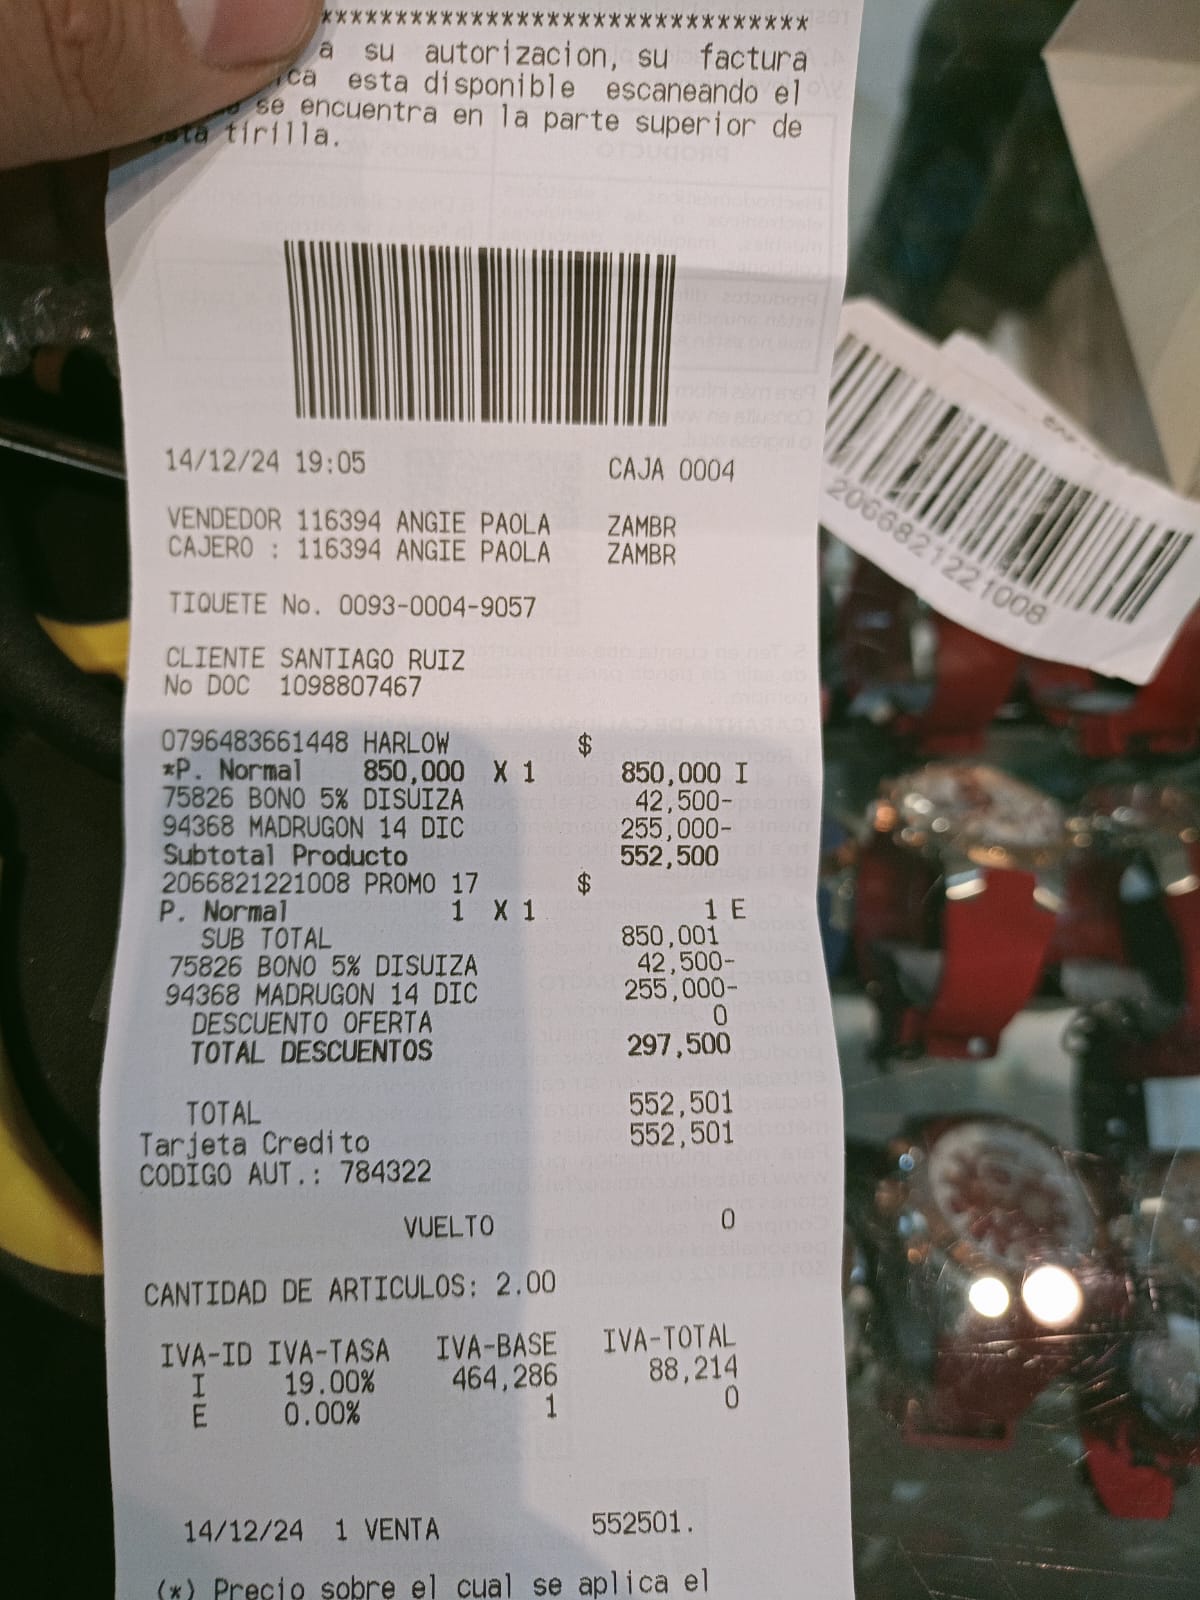 *********************************
a su autorizacion, su factura
ca esta disponible escaneando el
se encuentra en la parte superior de
sta tirilla.
14/12/24 19:05 CAJA 0004
VENDEDOR 116394 ANGIE PAOLA ZAMBR
CAJERO : 116394 ANGIE PAOLA ZAMBR
TIQUETE No. 0093-0004-9057
CLIENTE SANTIAGO RUIZ
No DOC 1098807467
0796483661448 HARLOW $
*P. Normal 850,000 X 1 850,000 I
75826 BONO 5% DISUIZA 42,500-
94368 MADRUGON 14 DIC 255,000-
Subtotal Producto 552,500
2066821221008 PROMO 17 $
P. Normal 1 X 1 1 E
SUB TOTAL 850,001
75826 BONO 5% DISUIZA 42,500-
94368 MADRUGON 14 DIC 255,000-
DESCUENTO OFERTA 0
TOTAL DESCUENTOS 297,500
TOTAL 552,501
Tarjeta Credito 552,501
CODIGO AUT.: 784322
VUELTO 0
CANTIDAD DE ARTICULOS: 2.00
IVA-ID IVA-TASA IVA-BASE IVA-TOTAL
I 19.00% 464,286 88,214
E 0.00% 1 0
14/12/24 1 VENTA 552501.
(*) Precio sobre el cual se aplica el
2066821221008